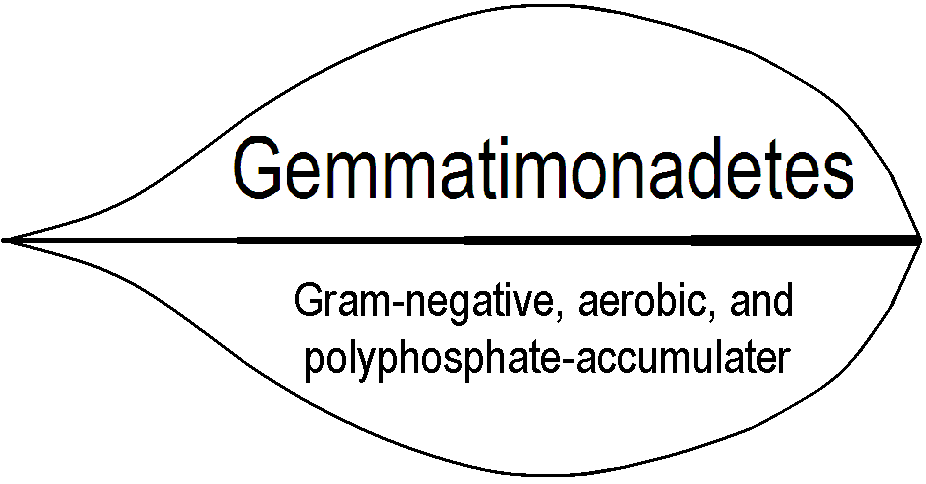 Gemmatimonadetes
Gram-negative, aerobic, and
polyphosphate-accumulater